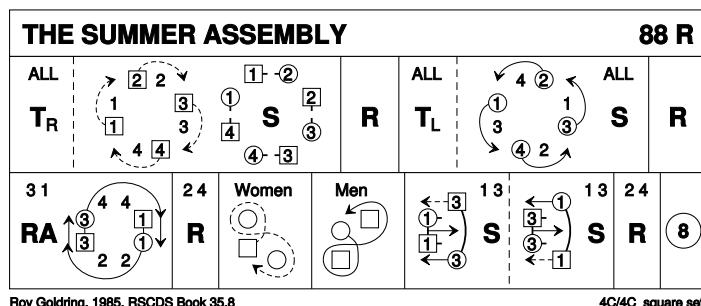 THE SUMMER ASSEMBLY 88 R
ALL ALL ALL
TR 2 2 1 3 1 3 4 4 1 2 1 2 S 4 3 4 3 R TL 4 2 1 1 3 3 4 2 S R
3 1 2 4 Women Men 1 3 1 3 2 4
RA 4 4 3 1 3 1 2 2 R 3 1 1 3 S 1 3 3 1 S R 8
Roy Goldring, 1985, RSCDS Book 35.8 4C/4C square set